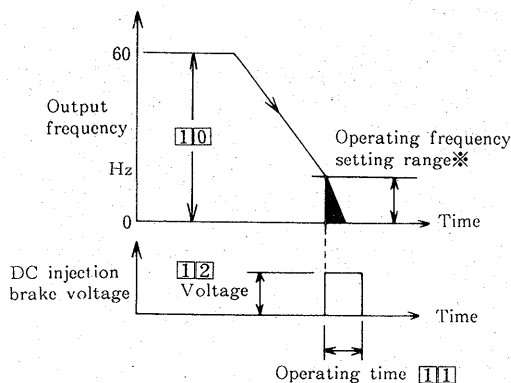 60
Output
frequency
Hz
0
10
Operating frequency
setting range※
Time
DC injection
brake voltage
12
Voltage
Time
Operating time 11